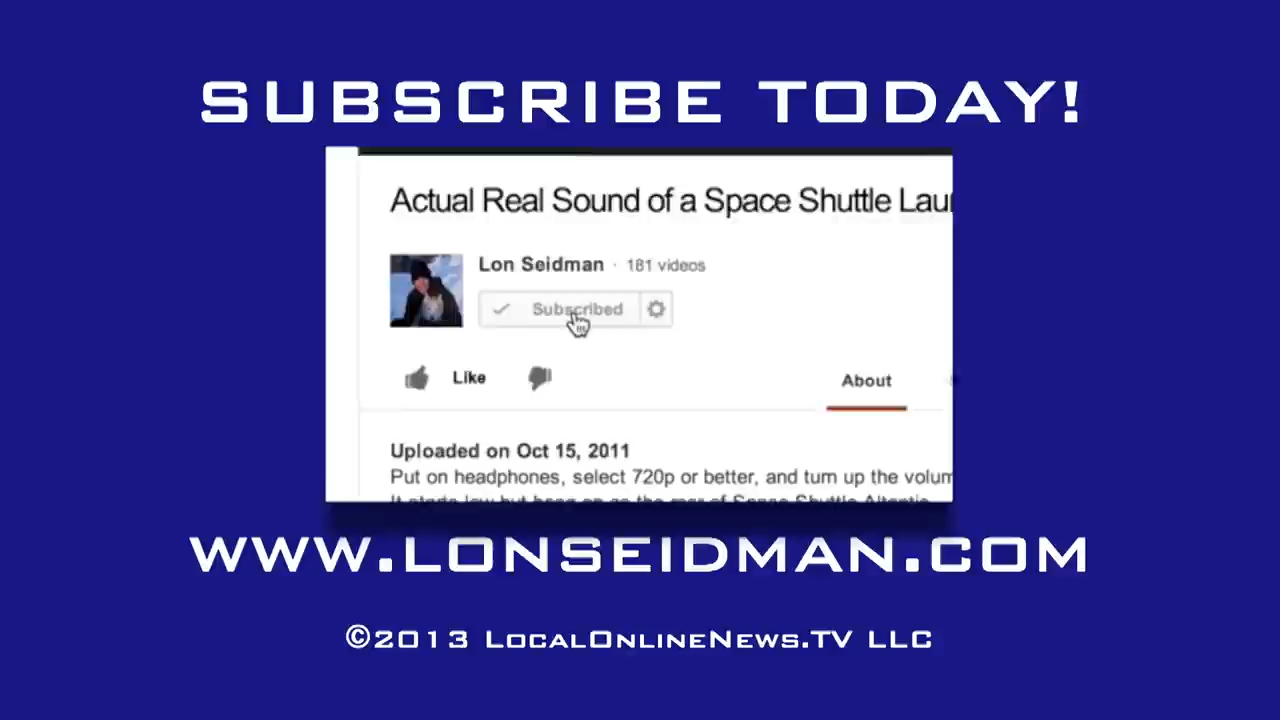 SUBSCRIBE TODAY!
Actual Real Sound of a Space Shuttle
Lon Seidman · 181 videos
Subscribed
Like
About
Uploaded on Oct 15, 2011
Put on headphones, select 720p or better, and turn up the
WWW.LONSEIDMAN.COM
©2013 LOCALONLINENEWS.TV LLC